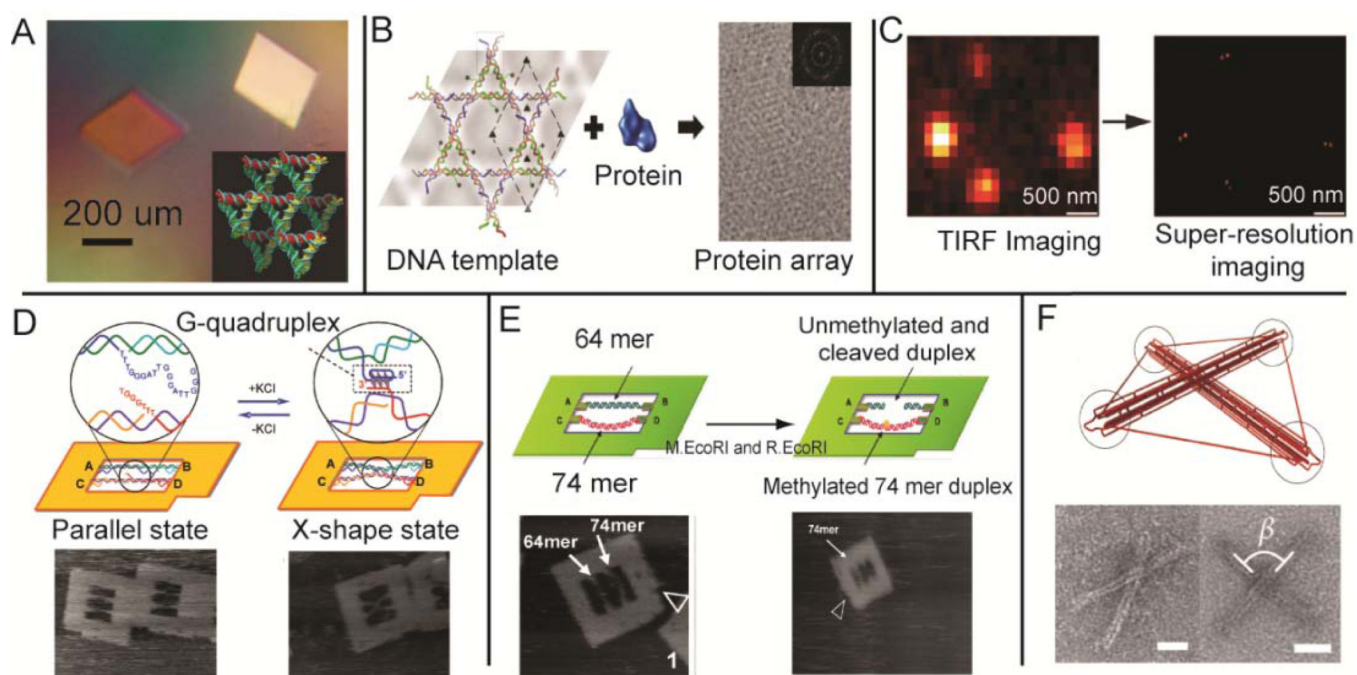 A
200 um
B
Protein
DNA template
Protein array
C
500 nm
500 nm
TIRF Imaging
Super-resolution
imaging
D
G-quadruplex
+KCl
-KCl
3'
5'
A
B
C
D
A
B
C
D
Parallel state
X-shape state
E
64 mer
Unmethylated and
cleaved duplex
A
B
C
D
A
B
C
D
M.EcoRI and R.EcoRI
74 mer
Methylated 74 mer duplex
74mer
64mer
1
74mer
F
β